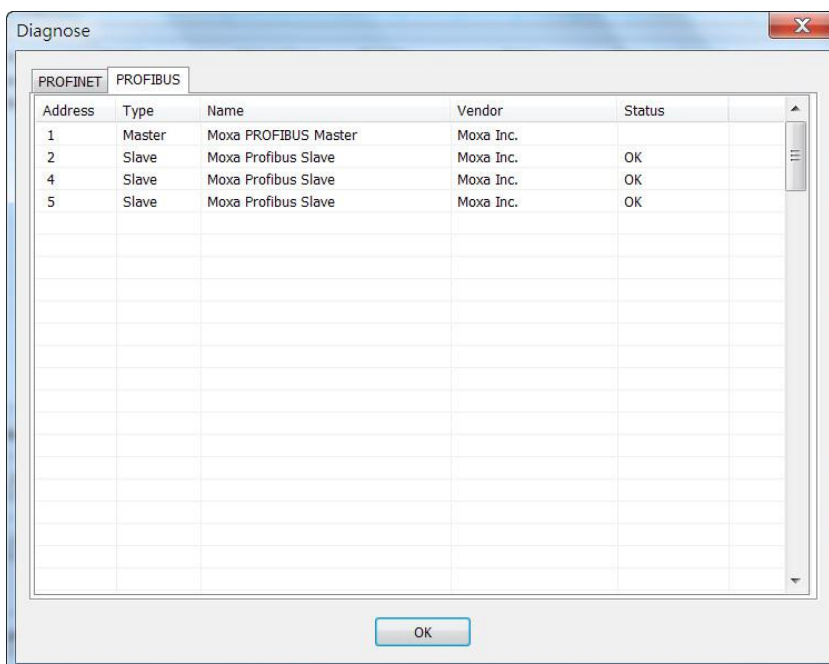 Diagnose
PROFINET PROFIBUS
Address Type Name Vendor Status
1 Master Moxa PROFIBUS Master Moxa Inc.
2 Slave Moxa Profibus Slave Moxa Inc. OK
4 Slave Moxa Profibus Slave Moxa Inc. OK
5 Slave Moxa Profibus Slave Moxa Inc. OK
OK